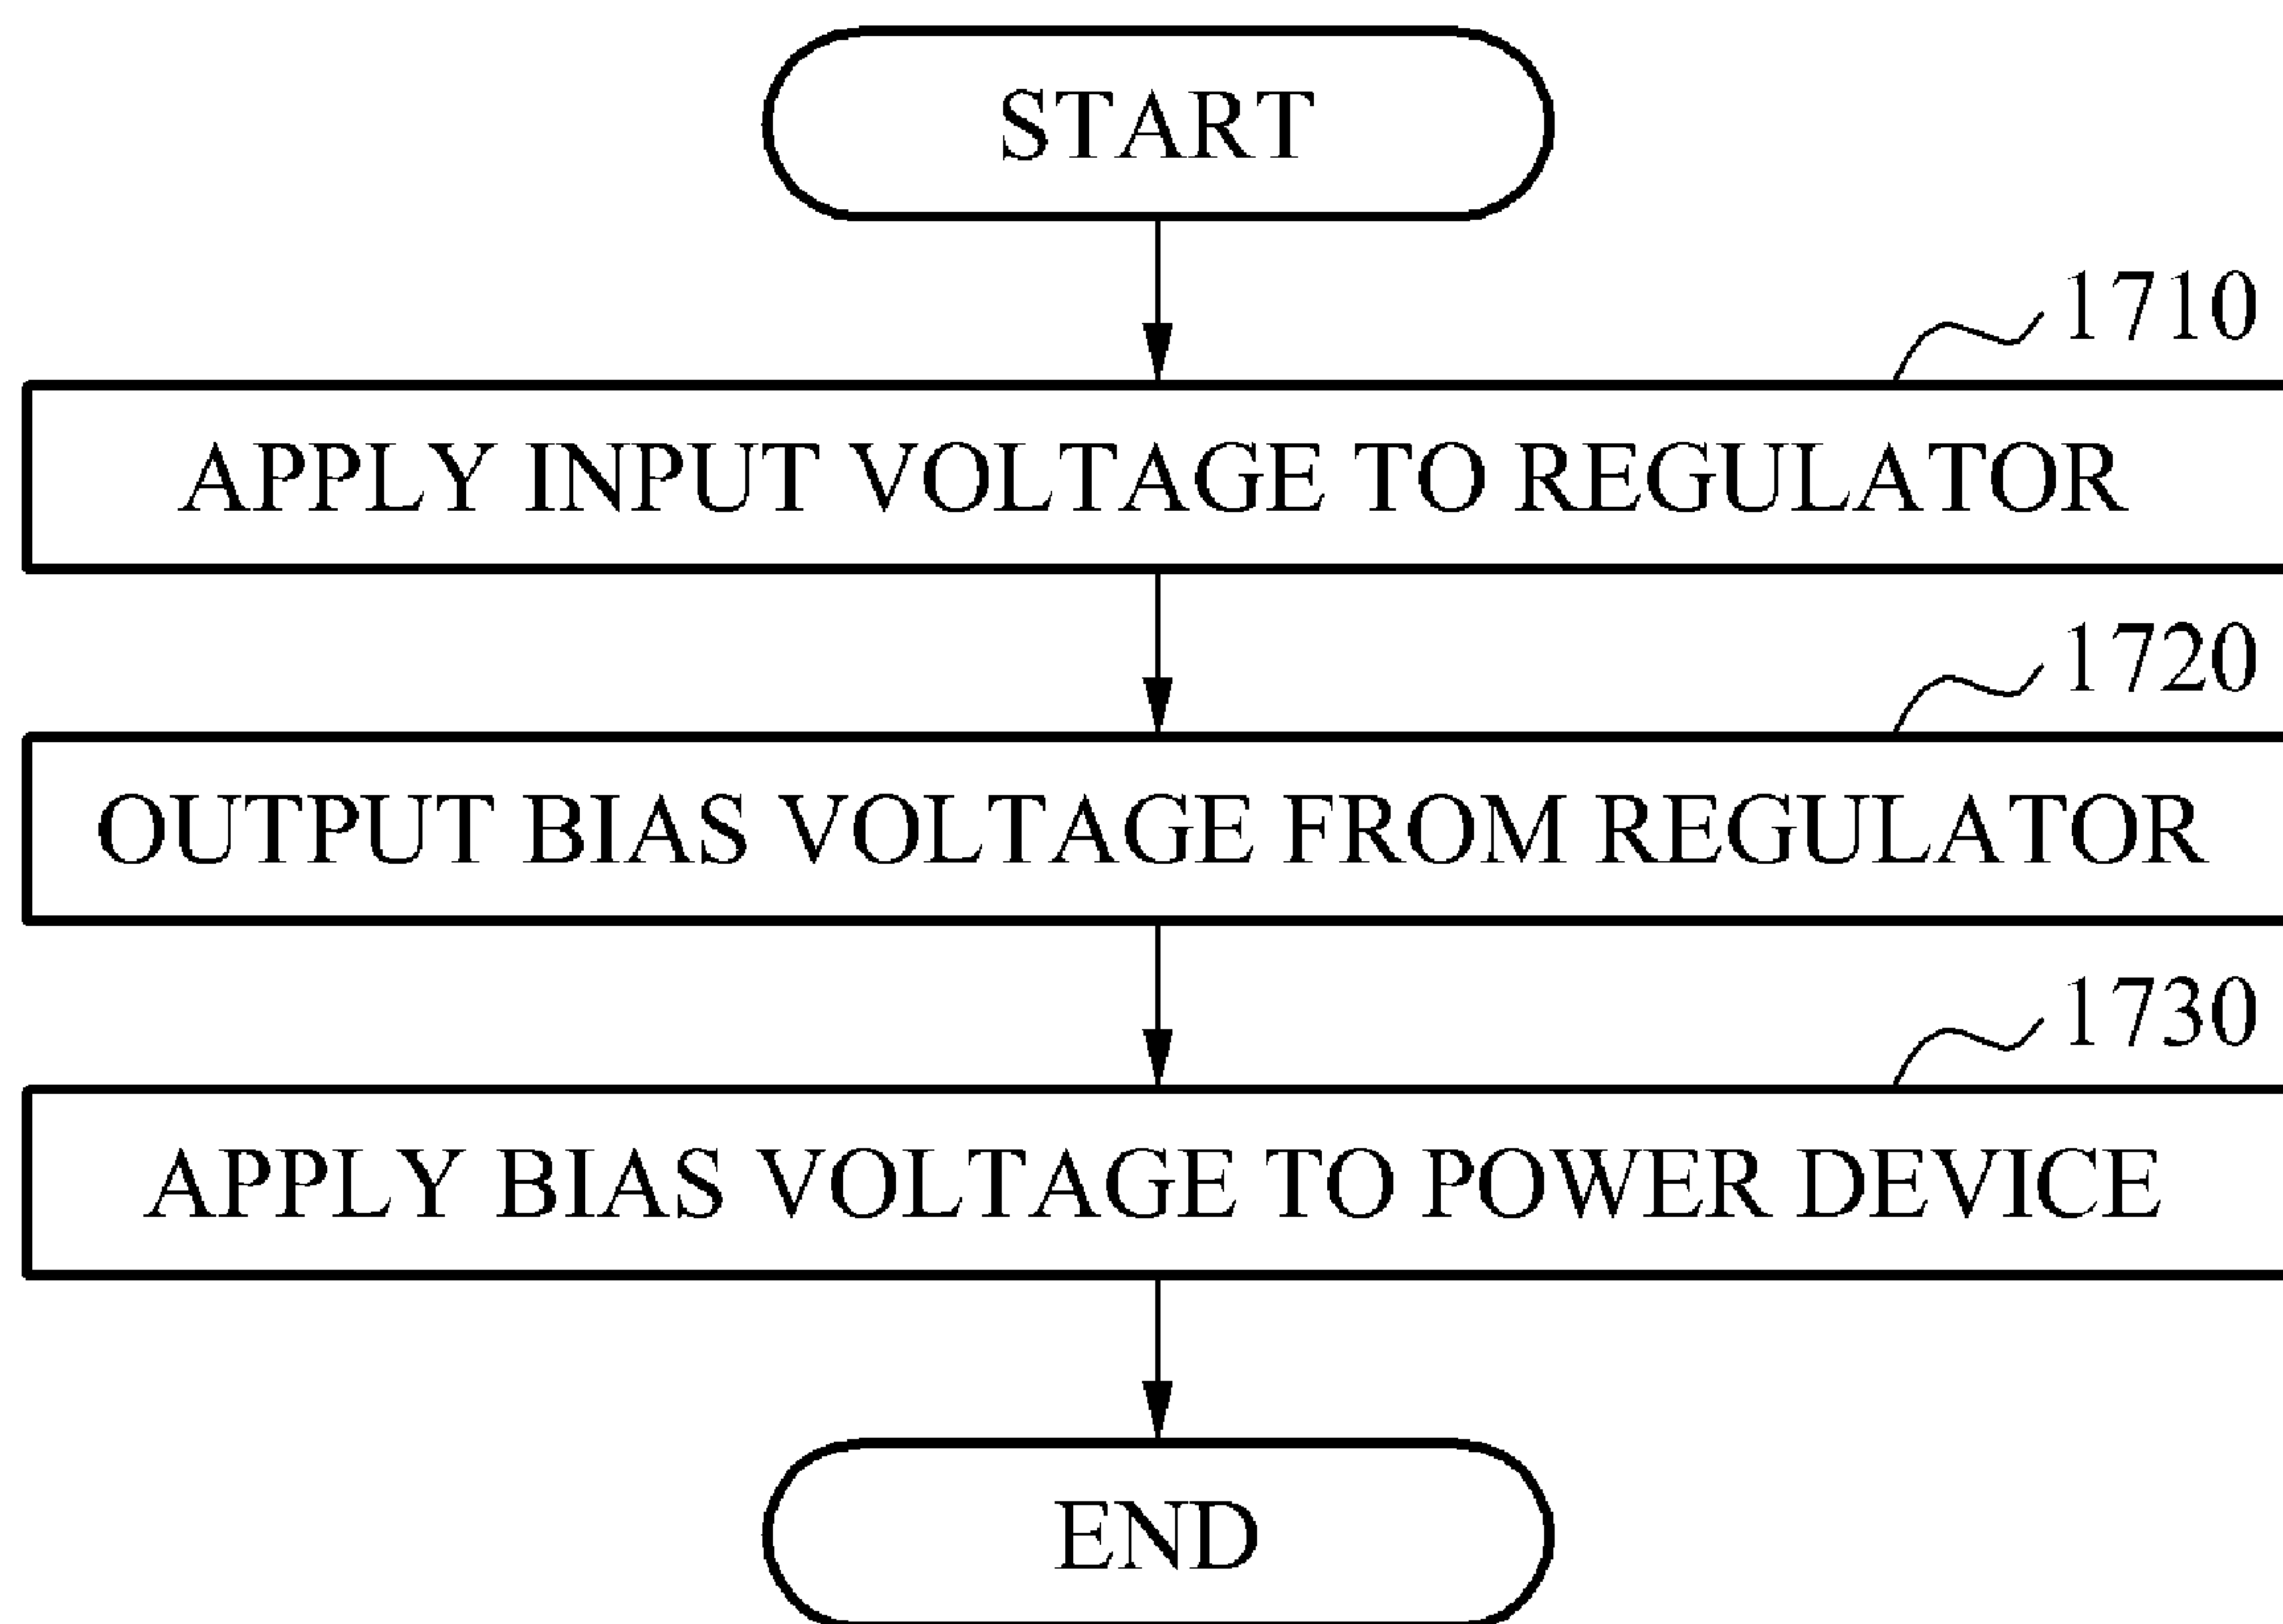 START
1710
APPLY INPUT VOLTAGE TO REGULATOR
1720
OUTPUT BIAS VOLTAGE FROM REGULATOR
1730
APPLY BIAS VOLTAGE TO POWER DEVICE
END